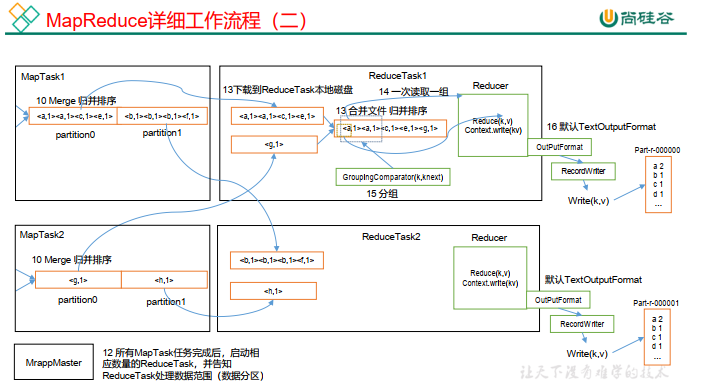 MapReduce详细工作流程（二）
尚硅谷
MapTask1
10 Merge 归并排序
<a,1><a,1><c,1><e,1>
<b,1><b,1><b,1><f,1>
partition0
partition1
ReduceTask1
13下载到ReduceTask本地磁盘
14 一次读取一组
<a,1><a,1><c,1><e,1>
<g,1>
13 合并文件 归并排序
<a,1><a,1><c,1><e,1><g,1>
GroupingComparator(k,knext)
15 分组
Reducer
Reduce(k,v)
Context.write(kv)
16 默认TextOutputFormat
OutPutFormat
RecordWriter
Write(k,v)
Part-r-000000
a 2
b 1
c 1
d 1
...
MapTask2
10 Merge 归并排序
<g,1>
<h,1>
partition0
partition1
ReduceTask2
<b,1><b,1><b,1><f,1>
<h,1>
Reducer
Reduce(k,v)
Context.write(kv)
默认TextOutputFormat
OutPutFormat
RecordWriter
Write(k,v)
Part-r-000001
a 2
b 1
c 1
d 1
...
MrappMaster
12 所有MapTask任务完成后，启动相
应数量的ReduceTask，并告知
ReduceTask处理数据范围（数据分区）
让天下没有难学的技术